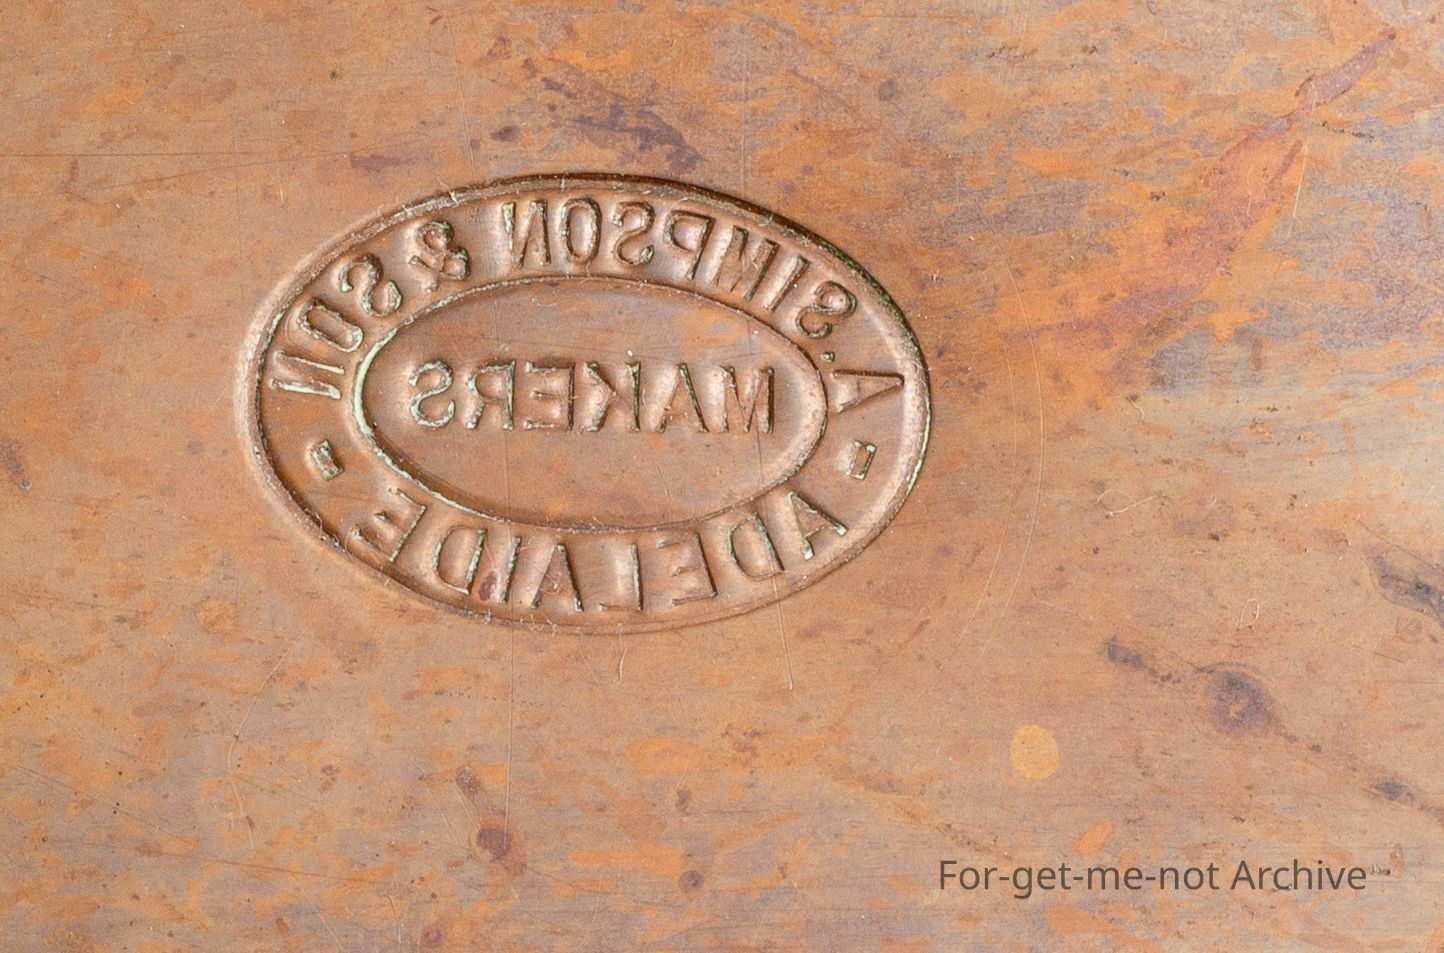 A. SIMPSON & SON
MAKERS
ADELAIDE
For-get-me-not Archive